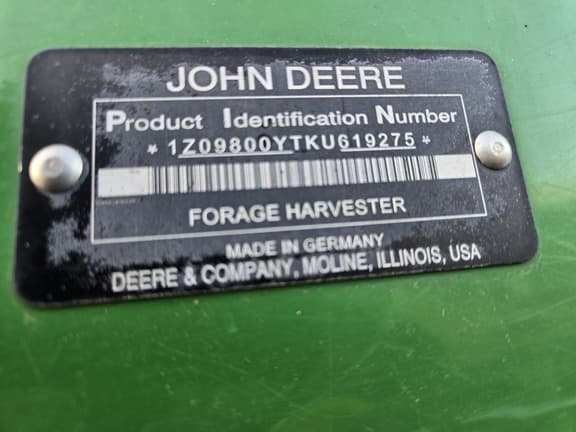 JOHN DEERE
Product Identification Number
* 1Z09800YTKU619275 *
FORAGE HARVESTER
MADE IN GERMANY
DEERE & COMPANY, MOLINE, ILLINOIS, USA